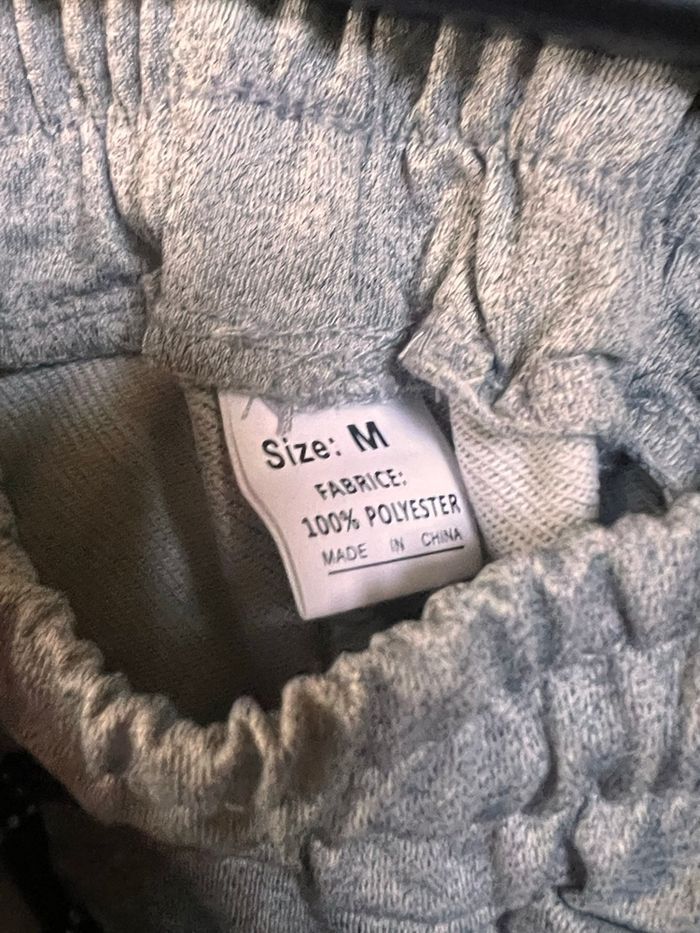 Size: M
FABRICE:
100% POLYESTER
MADE IN CHINA